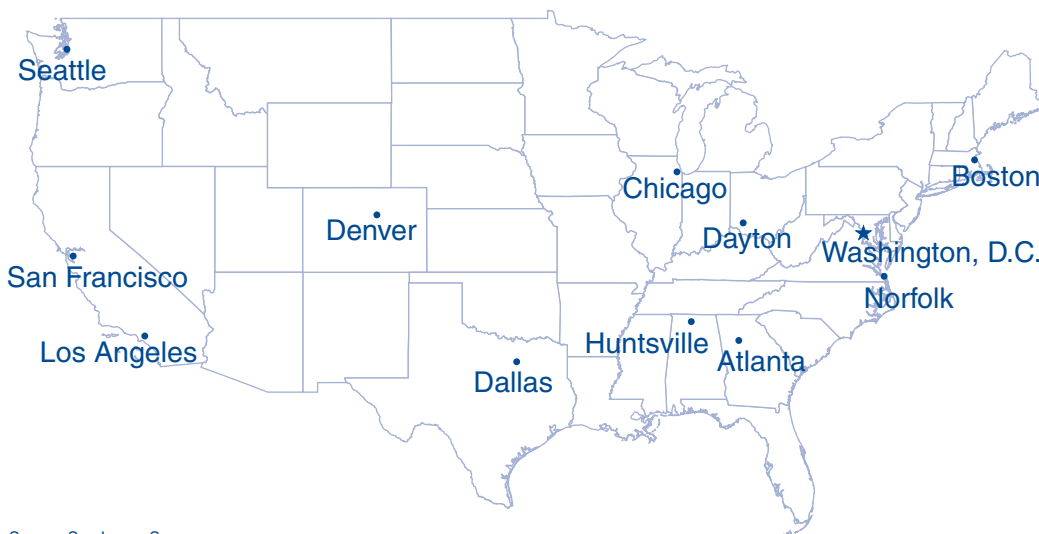 Seattle
Boston
Chicago
Denver
Dayton
Washington, D.C.
San Francisco
Norfolk
Huntsville
Los Angeles
Atlanta
Dallas